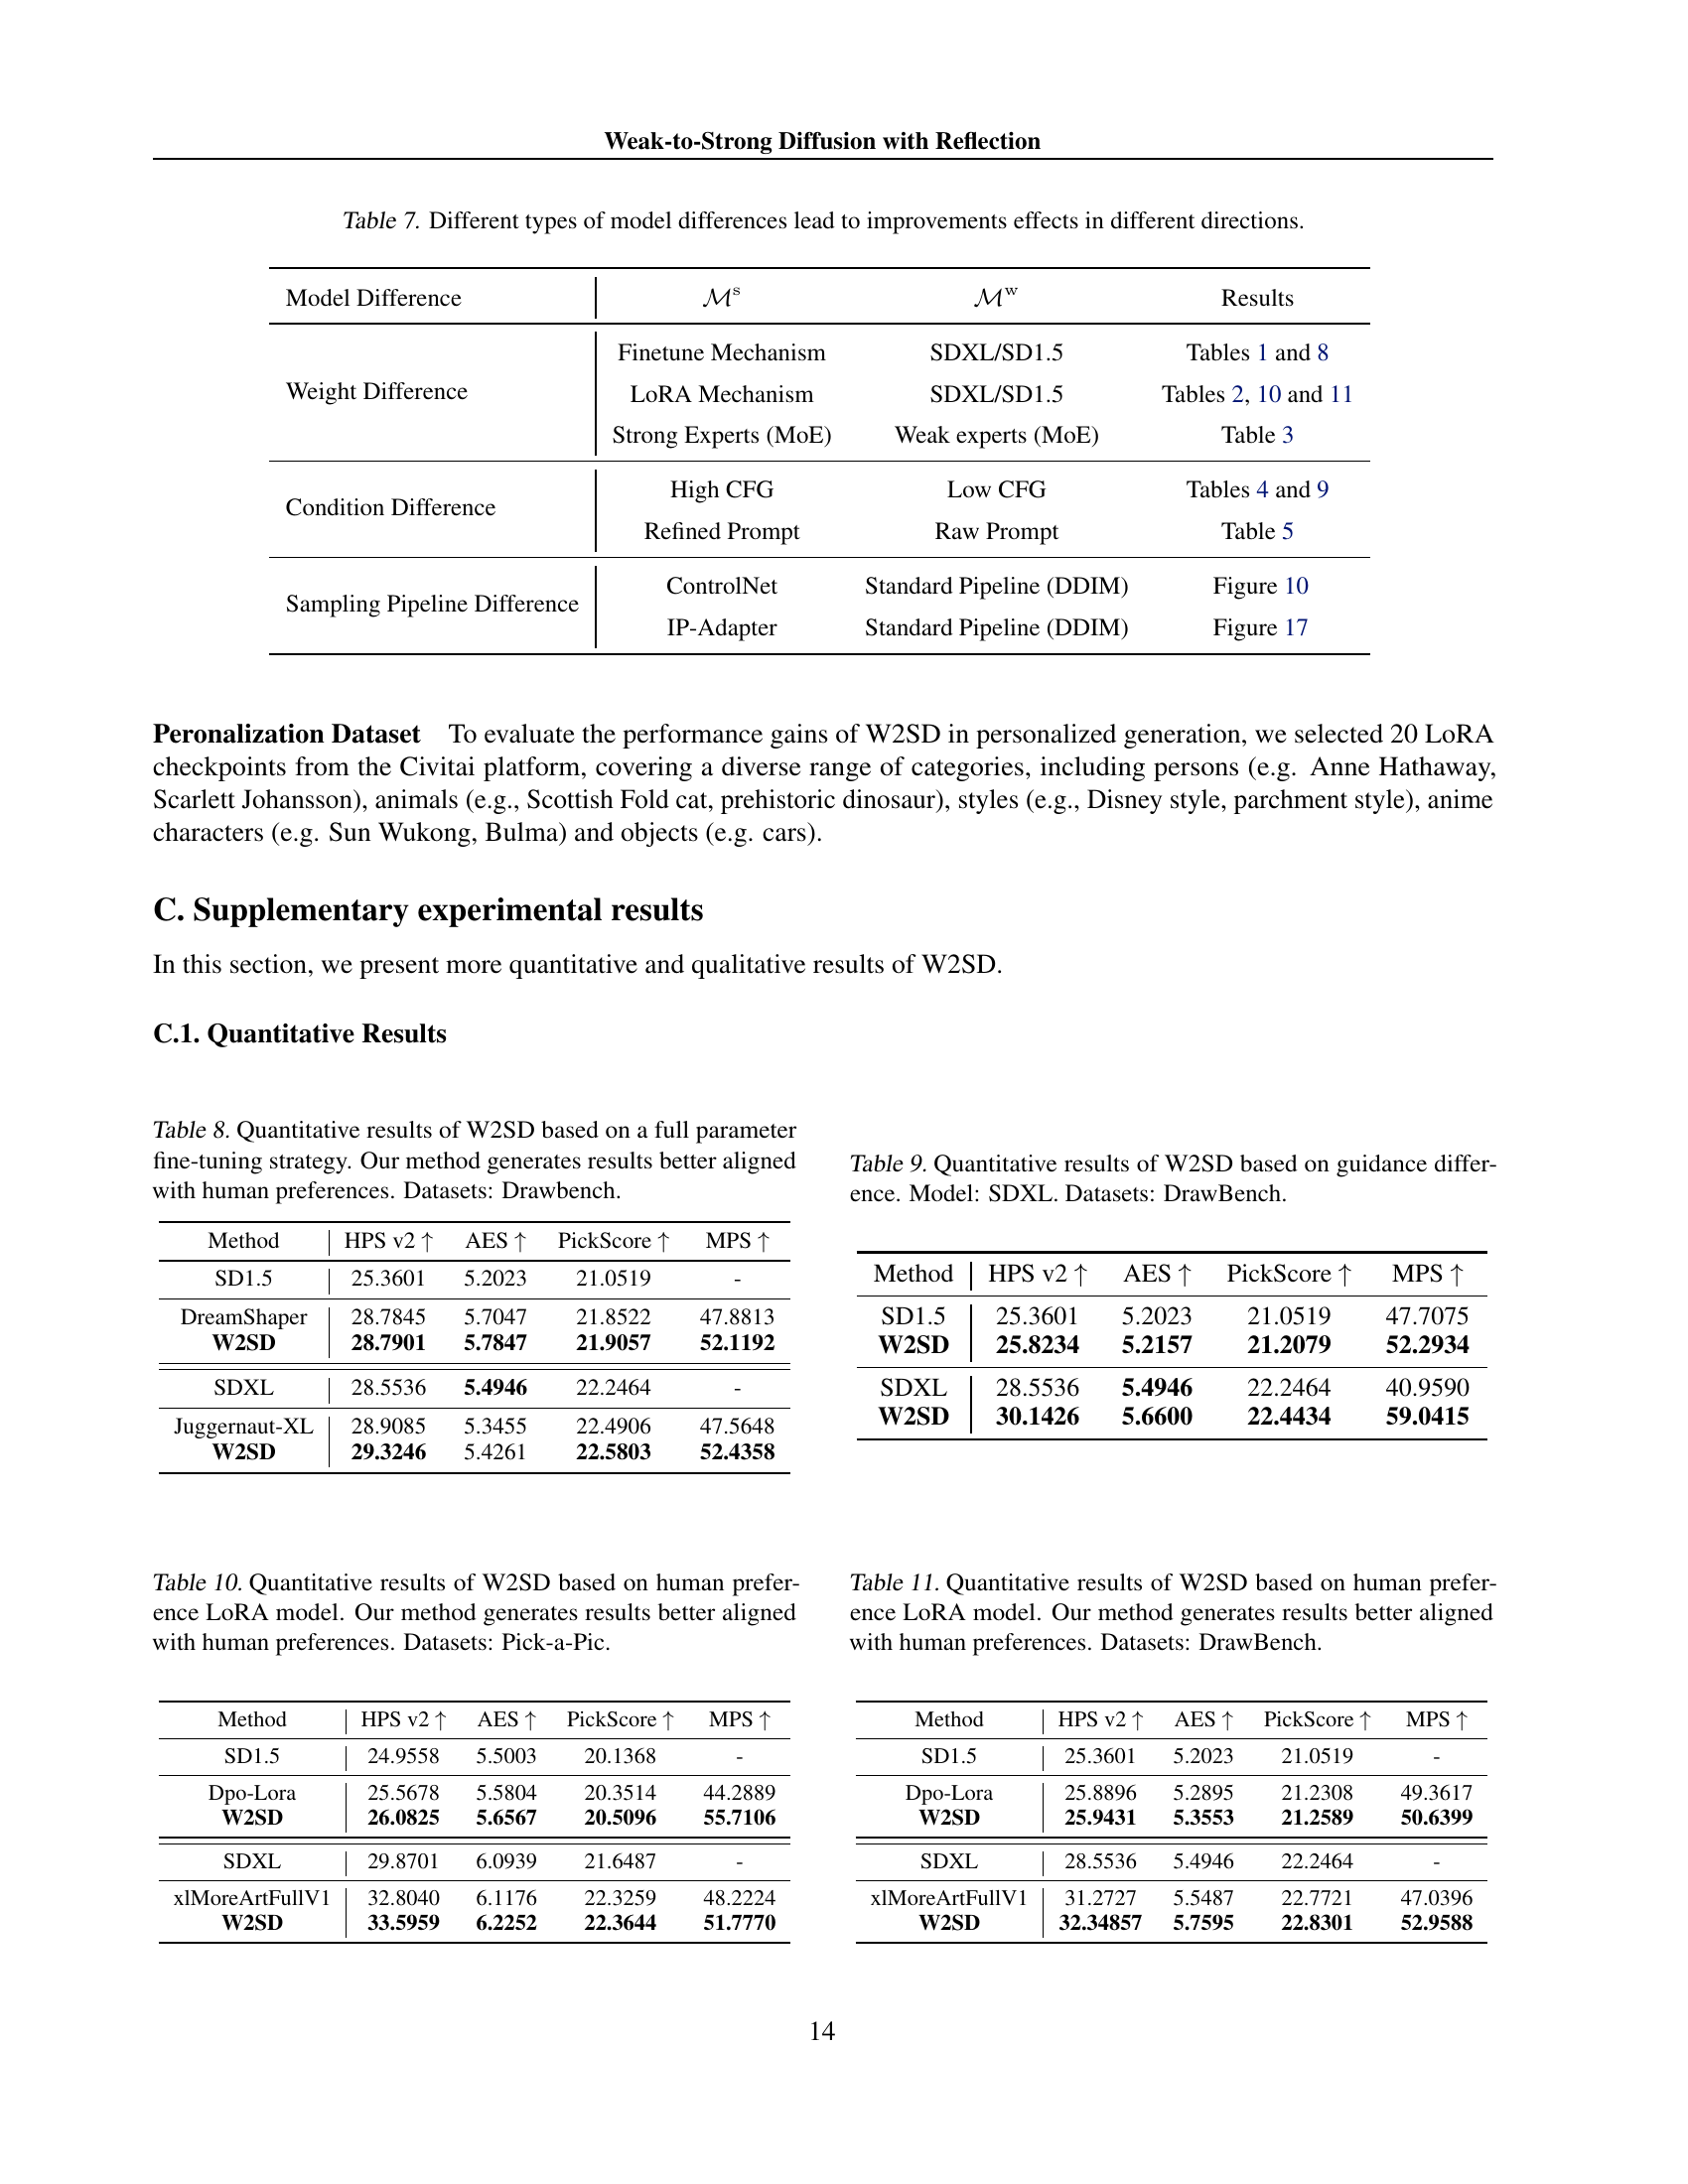 Weak-to-Strong Diffusion with Reflection
Table 7. Different types of model differences lead to improvements effects in different directions.
Model Difference ℳˢ ℳʷ Results
Weight Difference
Finetune Mechanism SDXL/SD1.5 Tables 1 and 8
LoRA Mechanism SDXL/SD1.5 Tables 2, 10 and 11
Strong Experts (MoE) Weak experts (MoE) Table 3
Condition Difference
High CFG Low CFG Tables 4 and 9
Refined Prompt Raw Prompt Table 5
Sampling Pipeline Difference
ControlNet Standard Pipeline (DDIM) Figure 10
IP-Adapter Standard Pipeline (DDIM) Figure 17
Peronalization Dataset To evaluate the performance gains of W2SD in personalized generation, we selected 20 LoRA
checkpoints from the Civitai platform, covering a diverse range of categories, including persons (e.g. Anne Hathaway,
Scarlett Johansson), animals (e.g., Scottish Fold cat, prehistoric dinosaur), styles (e.g., Disney style, parchment style), anime
characters (e.g. Sun Wukong, Bulma) and objects (e.g. cars).
C. Supplementary experimental results
In this section, we present more quantitative and qualitative results of W2SD.
C.1. Quantitative Results
Table 8. Quantitative results of W2SD based on a full parameter
fine-tuning strategy. Our method generates results better aligned
with human preferences. Datasets: Drawbench.
Method HPS v2 ↑ AES ↑ PickScore ↑ MPS ↑
SD1.5 25.3601 5.2023 21.0519 -
DreamShaper 28.7845 5.7047 21.8522 47.8813
W2SD 28.7901 5.7847 21.9057 52.1192
SDXL 28.5536 5.4946 22.2464 -
Juggernaut-XL 28.9085 5.3455 22.4906 47.5648
W2SD 29.3246 5.4261 22.5803 52.4358
Table 9. Quantitative results of W2SD based on guidance differ-
ence. Model: SDXL. Datasets: DrawBench.
Method HPS v2 ↑ AES ↑ PickScore ↑ MPS ↑
SD1.5 25.3601 5.2023 21.0519 47.7075
W2SD 25.8234 5.2157 21.2079 52.2934
SDXL 28.5536 5.4946 22.2464 40.9590
W2SD 30.1426 5.6600 22.4434 59.0415
Table 10. Quantitative results of W2SD based on human prefer-
ence LoRA model. Our method generates results better aligned
with human preferences. Datasets: Pick-a-Pic.
Method HPS v2 ↑ AES ↑ PickScore ↑ MPS ↑
SD1.5 24.9558 5.5003 20.1368 -
Dpo-Lora 25.5678 5.5804 20.3514 44.2889
W2SD 26.0825 5.6567 20.5096 55.7106
SDXL 29.8701 6.0939 21.6487 -
xlMoreArtFullV1 32.8040 6.1176 22.3259 48.2224
W2SD 33.5959 6.2252 22.3644 51.7770
Table 11. Quantitative results of W2SD based on human prefer-
ence LoRA model. Our method generates results better aligned
with human preferences. Datasets: DrawBench.
Method HPS v2 ↑ AES ↑ PickScore ↑ MPS ↑
SD1.5 25.3601 5.2023 21.0519 -
Dpo-Lora 25.8896 5.2895 21.2308 49.3617
W2SD 25.9431 5.3553 21.2589 50.6399
SDXL 28.5536 5.4946 22.2464 -
xlMoreArtFullV1 31.2727 5.5487 22.7721 47.0396
W2SD 32.34857 5.7595 22.8301 52.9588
14